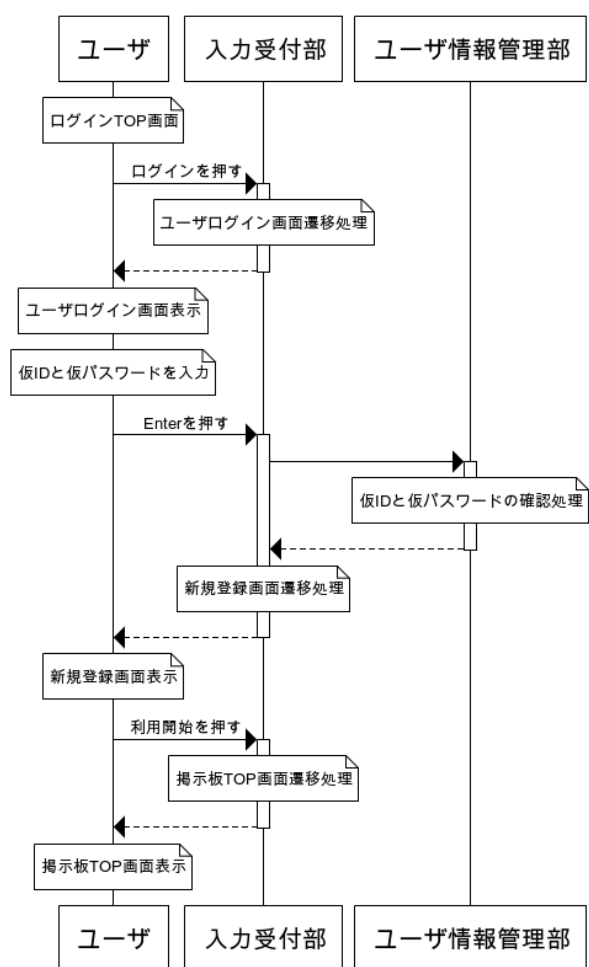 ユーザ
入力受付部
ユーザ情報管理部
ログインTOP画面
ログインを押す
ユーザログイン画面遷移処理
ユーザログイン画面表示
仮IDと仮パスワードを入力
Enterを押す
仮IDと仮パスワードの確認処理
新規登録画面遷移処理
新規登録画面表示
利用開始を押す
掲示板TOP画面遷移処理
掲示板TOP画面表示
ユーザ
入力受付部
ユーザ情報管理部